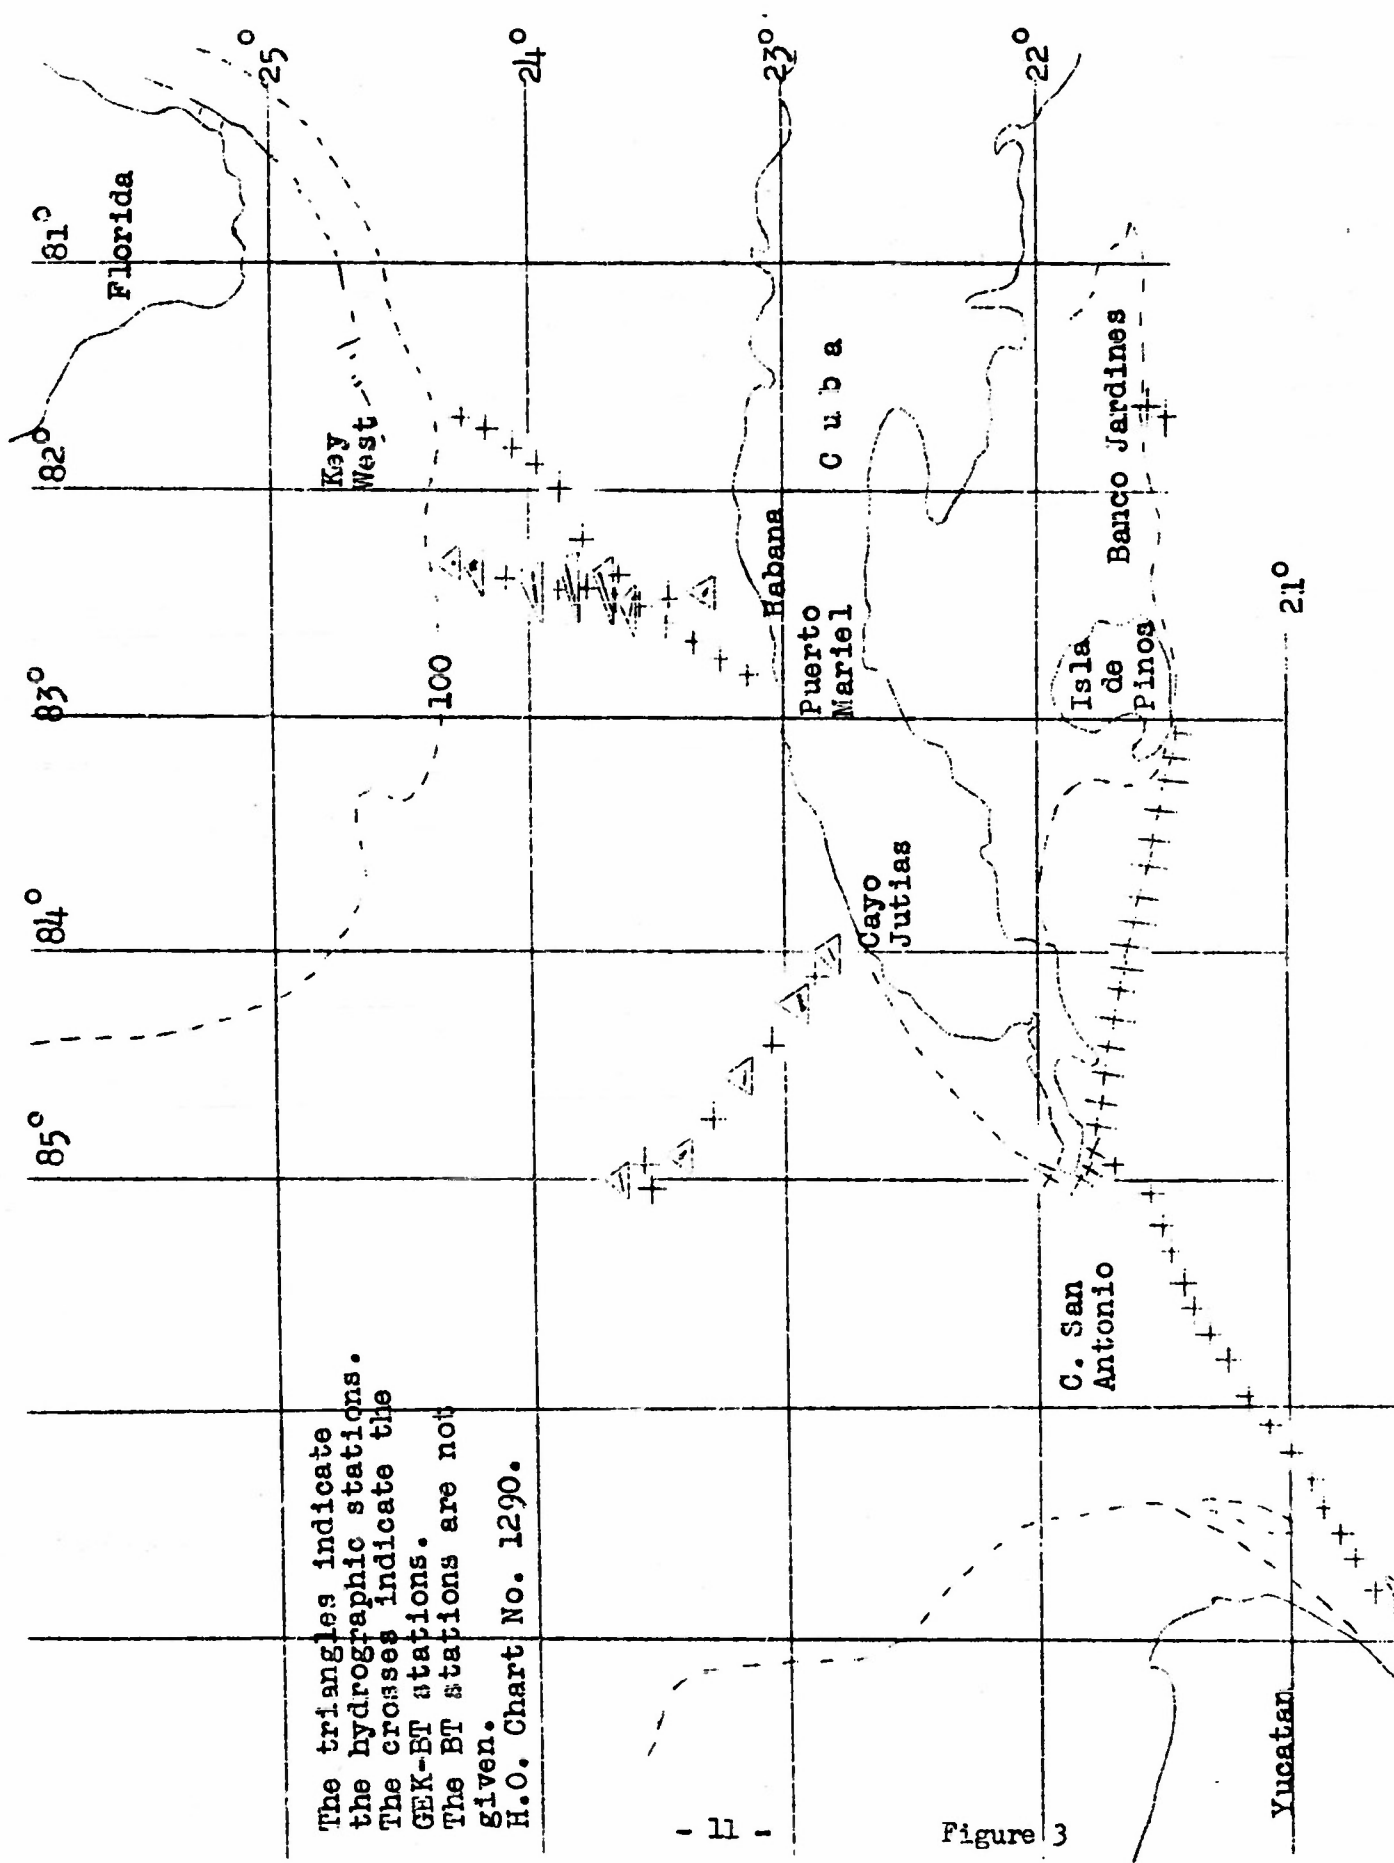 The triangles indicate
the hydrographic stations.
The crosses indicate the
GEK-BT stations.
The BT stations are not
given.
H.O. Chart No. 1290.
85°
84°
83°
82°
81°
Florida
25°
24°
23°
22°
21°
Key
West
100
Habana
Cuba
Puerto
Mariel
Cayo
Jutias
Isla
de
Pinos
Banco Jardines
C. San
Antonio
Yucatan
- 11 -
Figure 3